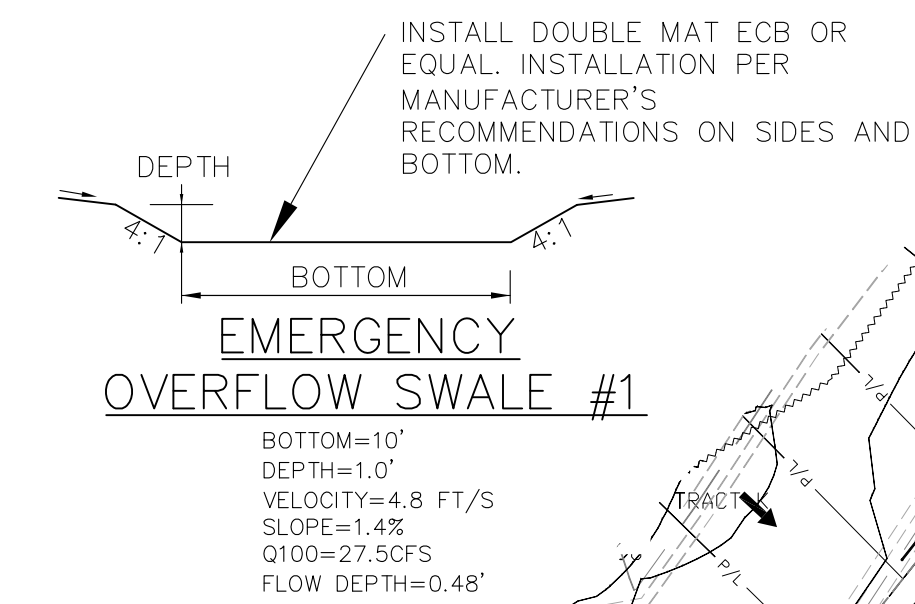 INSTALL DOUBLE MAT ECB OR
EQUAL. INSTALLATION PER
MANUFACTURER'S
RECOMMENDATIONS ON SIDES AND
BOTTOM.
DEPTH
4:1
4:1
BOTTOM
EMERGENCY
OVERFLOW SWALE #1
BOTTOM=10'
DEPTH=1.0'
VELOCITY=4.8 FT/S
SLOPE=1.4%
Q100=27.5CFS
FLOW DEPTH=0.48'
P/L
P/L
TRACT K
P/L